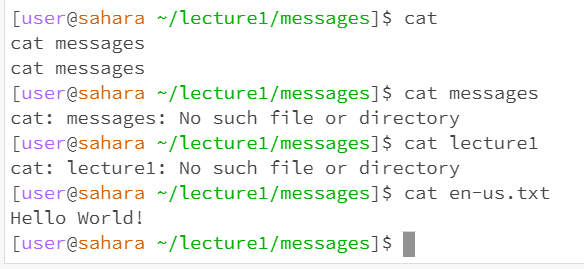 [user@sahara ~/lecture1/messages]$ cat
cat messages
cat messages
[user@sahara ~/lecture1/messages]$ cat messages
cat: messages: No such file or directory
[user@sahara ~/lecture1/messages]$ cat lecture1
cat: lecture1: No such file or directory
[user@sahara ~/lecture1/messages]$ cat en-us.txt
Hello World!
[user@sahara ~/lecture1/messages]$